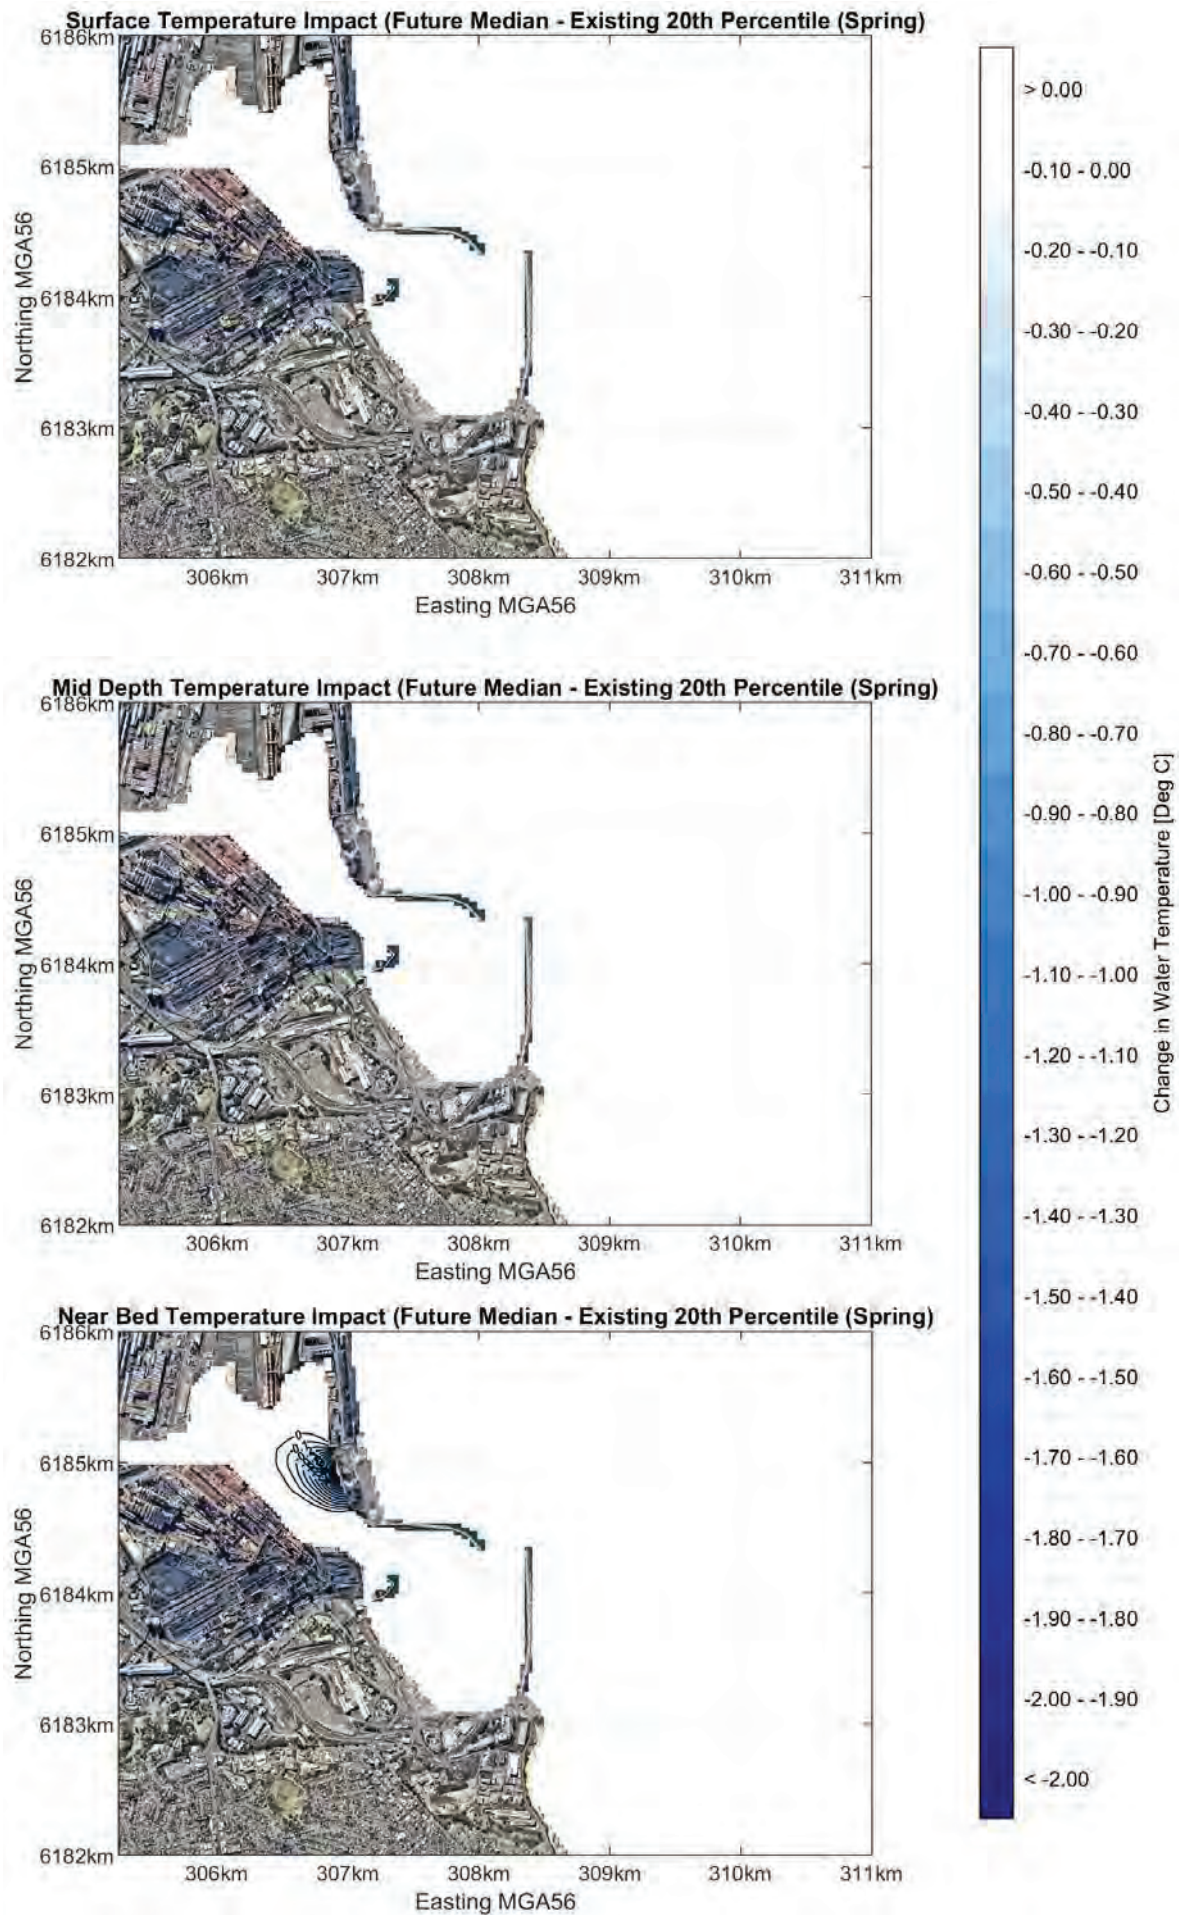 Surface Temperature Impact (Future Median - Existing 20th Percentile (Spring)
6186km
6185km
6184km
6183km
6182km
Northing MGA56
306km 307km 308km 309km 310km 311km
Easting MGA56
Mid Depth Temperature Impact (Future Median - Existing 20th Percentile (Spring)
6186km
6185km
6184km
6183km
6182km
Northing MGA56
306km 307km 308km 309km 310km 311km
Easting MGA56
Near Bed Temperature Impact (Future Median - Existing 20th Percentile (Spring)
6186km
6185km
6184km
6183km
6182km
Northing MGA56
306km 307km 308km 309km 310km 311km
Easting MGA56
> 0.00
-0.10 - 0.00
-0.20 - -0.10
-0.30 - -0.20
-0.40 - -0.30
-0.50 - -0.40
-0.60 - -0.50
-0.70 - -0.60
-0.80 - -0.70
-0.90 - -0.80
-1.00 - -0.90
-1.10 - -1.00
-1.20 - -1.10
-1.30 - -1.20
-1.40 - -1.30
-1.50 - -1.40
-1.60 - -1.50
-1.70 - -1.60
-1.80 - -1.70
-1.90 - -1.80
-2.00 - -1.90
< -2.00
Change in Water Temperature [Deg C]